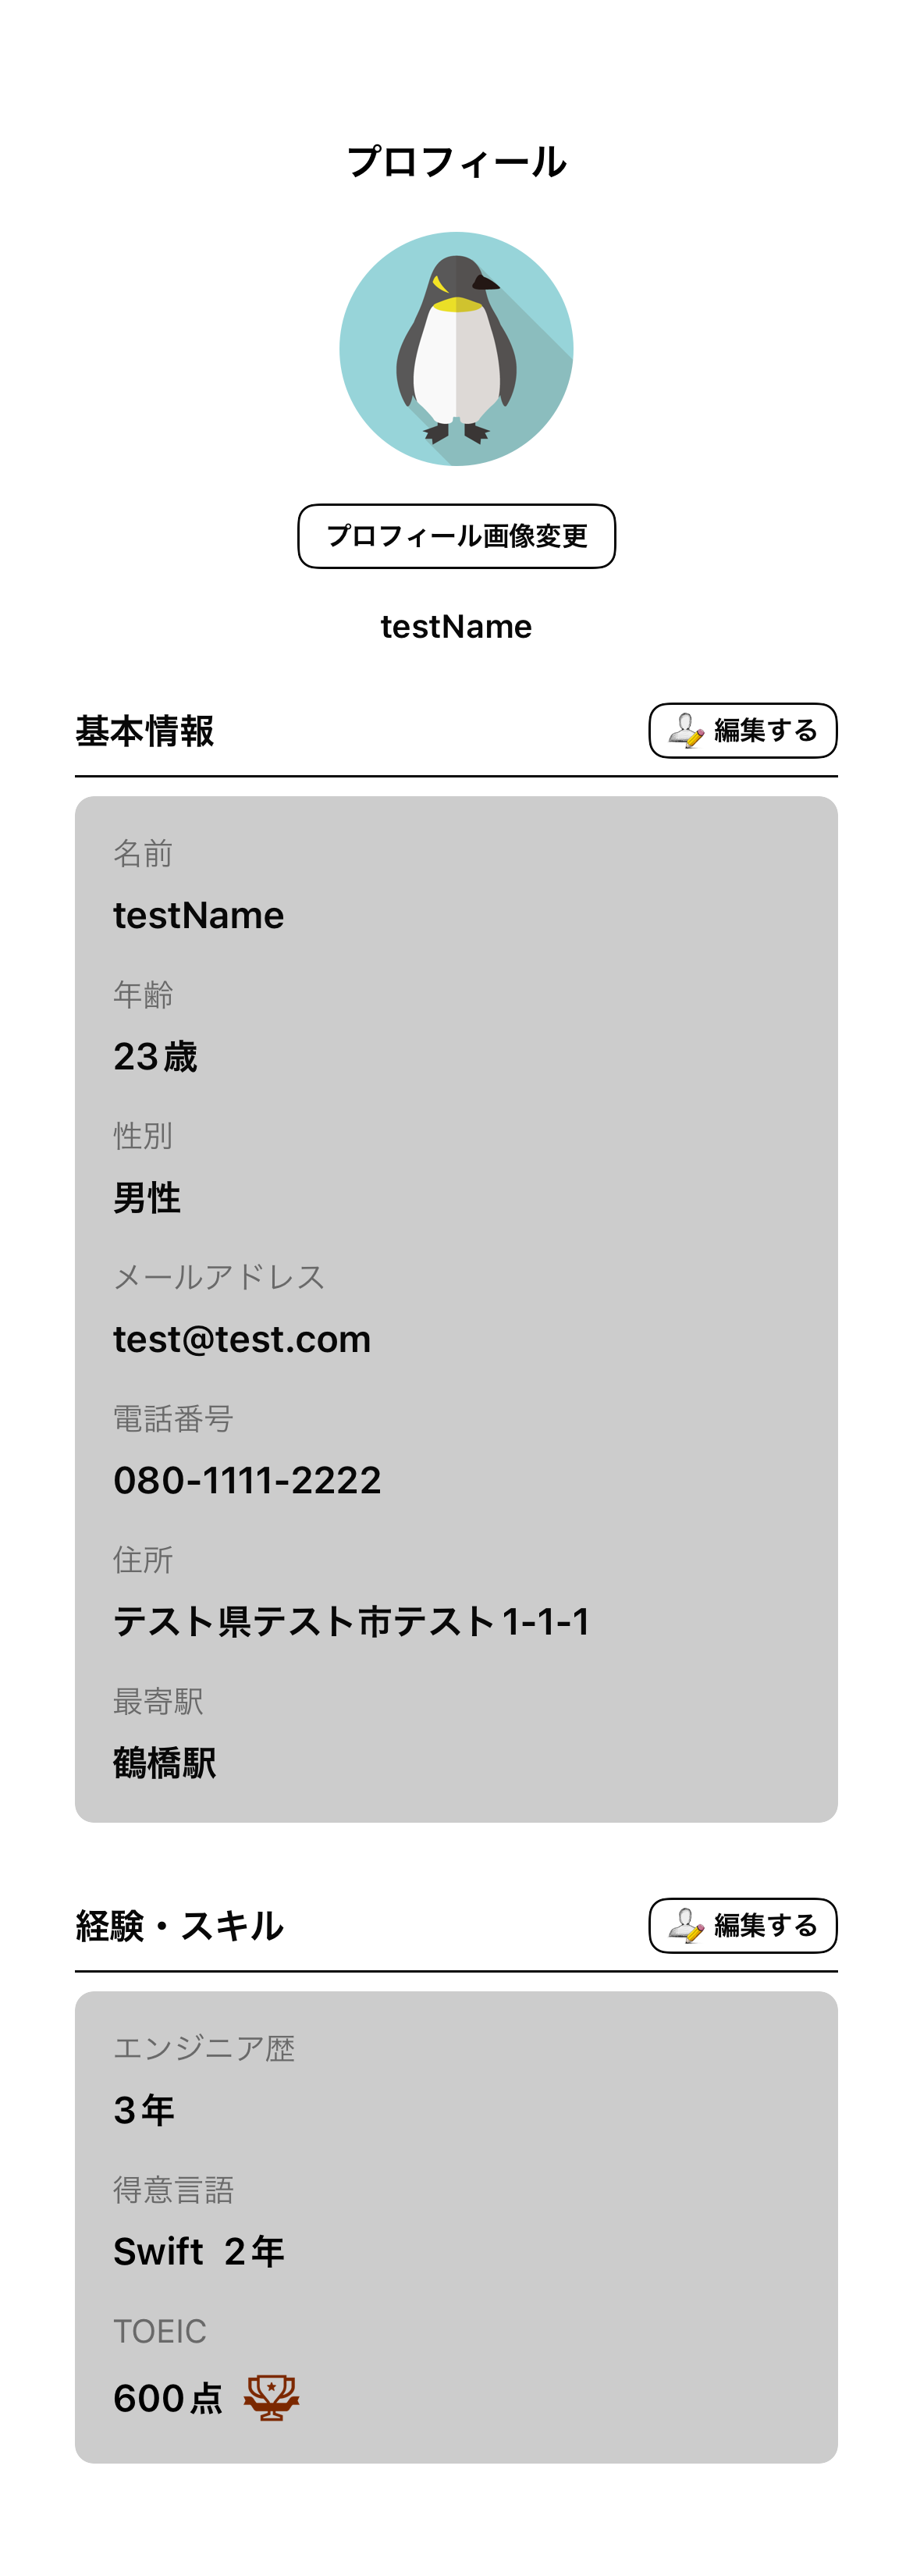 プロフィール
プロフィール画像変更
testName
基本情報
編集する
名前
testName
年齢
23歳
性別
男性
メールアドレス
test@test.com
電話番号
080-1111-2222
住所
テスト県テスト市テスト1-1-1
最寄駅
鶴橋駅
経験・スキル
編集する
エンジニア歴
3年
得意言語
Swift 2年
TOEIC
600点